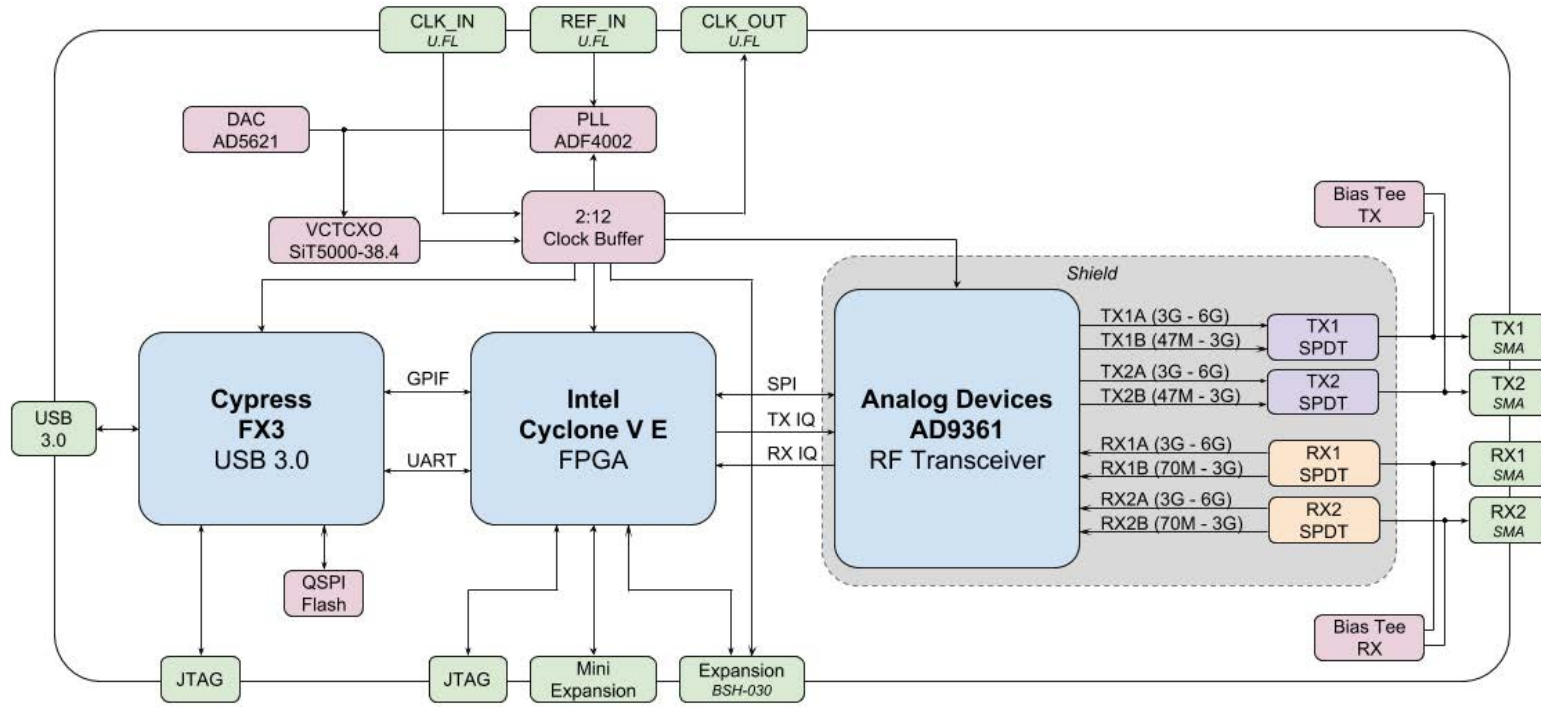 CLK_IN
U.FL
REF_IN
U.FL
CLK_OUT
U.FL
DAC
AD5621
PLL
ADF4002
VCTCXO
SiT5000-38.4
2:12
Clock Buffer
Bias Tee
TX
Shield
Cypress
FX3
USB 3.0
GPIF
UART
Intel
Cyclone V E
FPGA
SPI
TX IQ
RX IQ
Analog Devices
AD9361
RF Transceiver
TX1A (3G - 6G)
TX1B (47M - 3G)
TX2A (3G - 6G)
TX2B (47M - 3G)
RX1A (3G - 6G)
RX1B (70M - 3G)
RX2A (3G - 6G)
RX2B (70M - 3G)
TX1
SPDT
TX2
SPDT
RX1
SPDT
RX2
SPDT
TX1
SMA
TX2
SMA
RX1
SMA
RX2
SMA
USB
3.0
QSPI
Flash
Bias Tee
RX
JTAG
JTAG
Mini
Expansion
Expansion
BSH-030